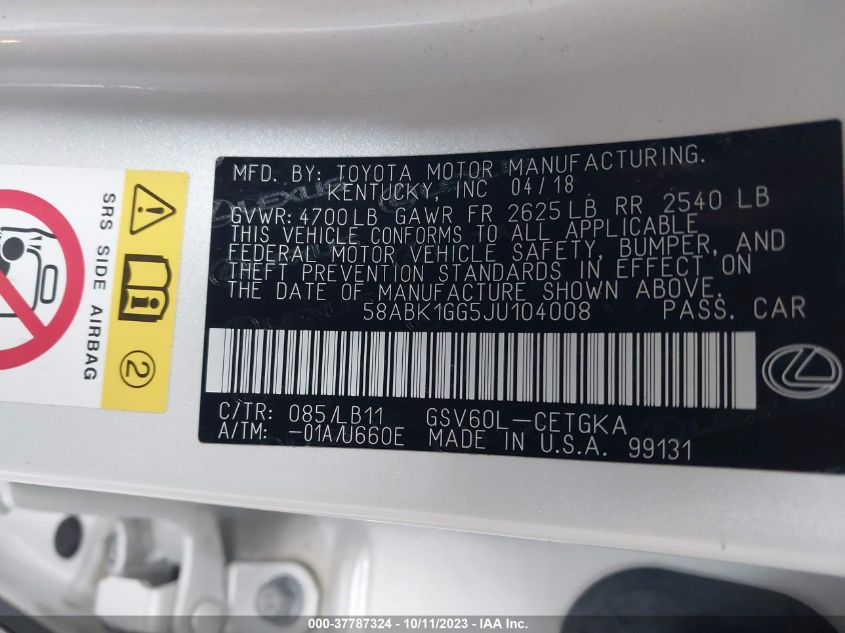 MFD. BY: TOYOTA MOTOR MANUFACTURING.
KENTUCKY, INC 04/18
GVWR: 4700 LB GAWR FR 2625 LB RR 2540 LB
THIS VEHICLE CONFORMS TO ALL APPLICABLE
FEDERAL MOTOR VEHICLE SAFETY, BUMPER, AND
THEFT PREVENTION STANDARDS IN EFFECT ON
THE DATE OF MANUFACTURE SHOWN ABOVE.
58ABK1GG5JU104008 PASS. CAR
C/TR: 085/LB11 GSV60L-CETGKA
A/TM: -01A/U660E MADE IN U.S.A. 99131
SRS SIDE AIRBAG
2
000-37787324 - 10/11/2023 - IAA Inc.